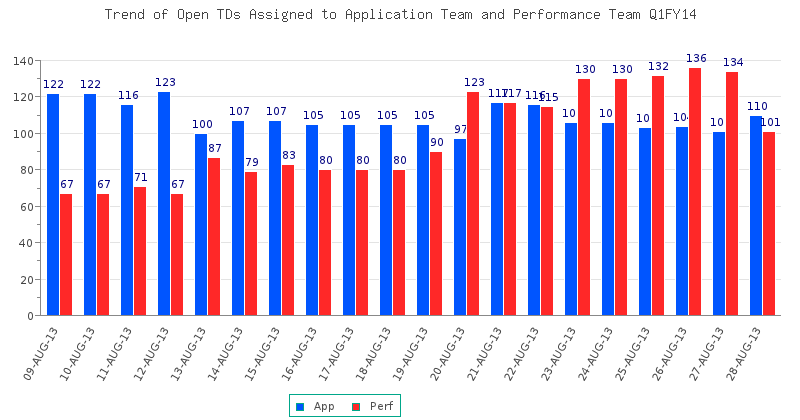 Trend of Open TDs Assigned to Application Team and Performance Team Q1FY14
140
120
100
80
60
40
20
0
122 67
122 67
116 71
123 67
100 87
107 79
107 83
105 80
105 80
105 80
105 90
97 123
117 117
116 115
130
130
132
136
134
110 101
09-AUG-13
10-AUG-13
11-AUG-13
12-AUG-13
13-AUG-13
14-AUG-13
15-AUG-13
16-AUG-13
17-AUG-13
18-AUG-13
19-AUG-13
20-AUG-13
21-AUG-13
22-AUG-13
23-AUG-13
24-AUG-13
25-AUG-13
26-AUG-13
27-AUG-13
28-AUG-13
App Perf